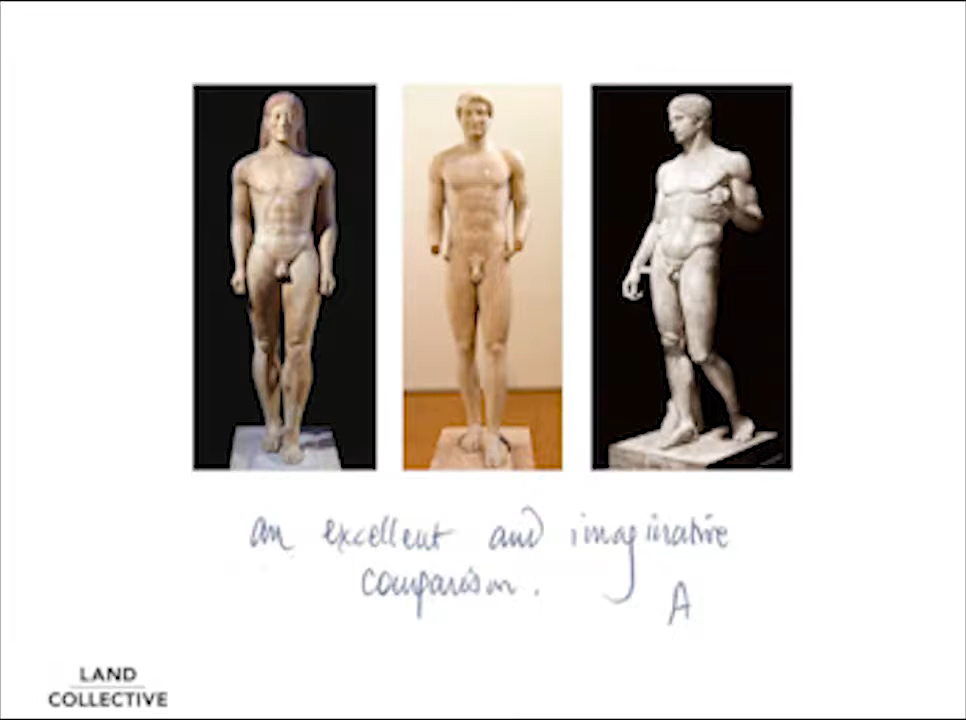 an excellent and imaginative
comparison.
A
LAND
COLLECTIVE